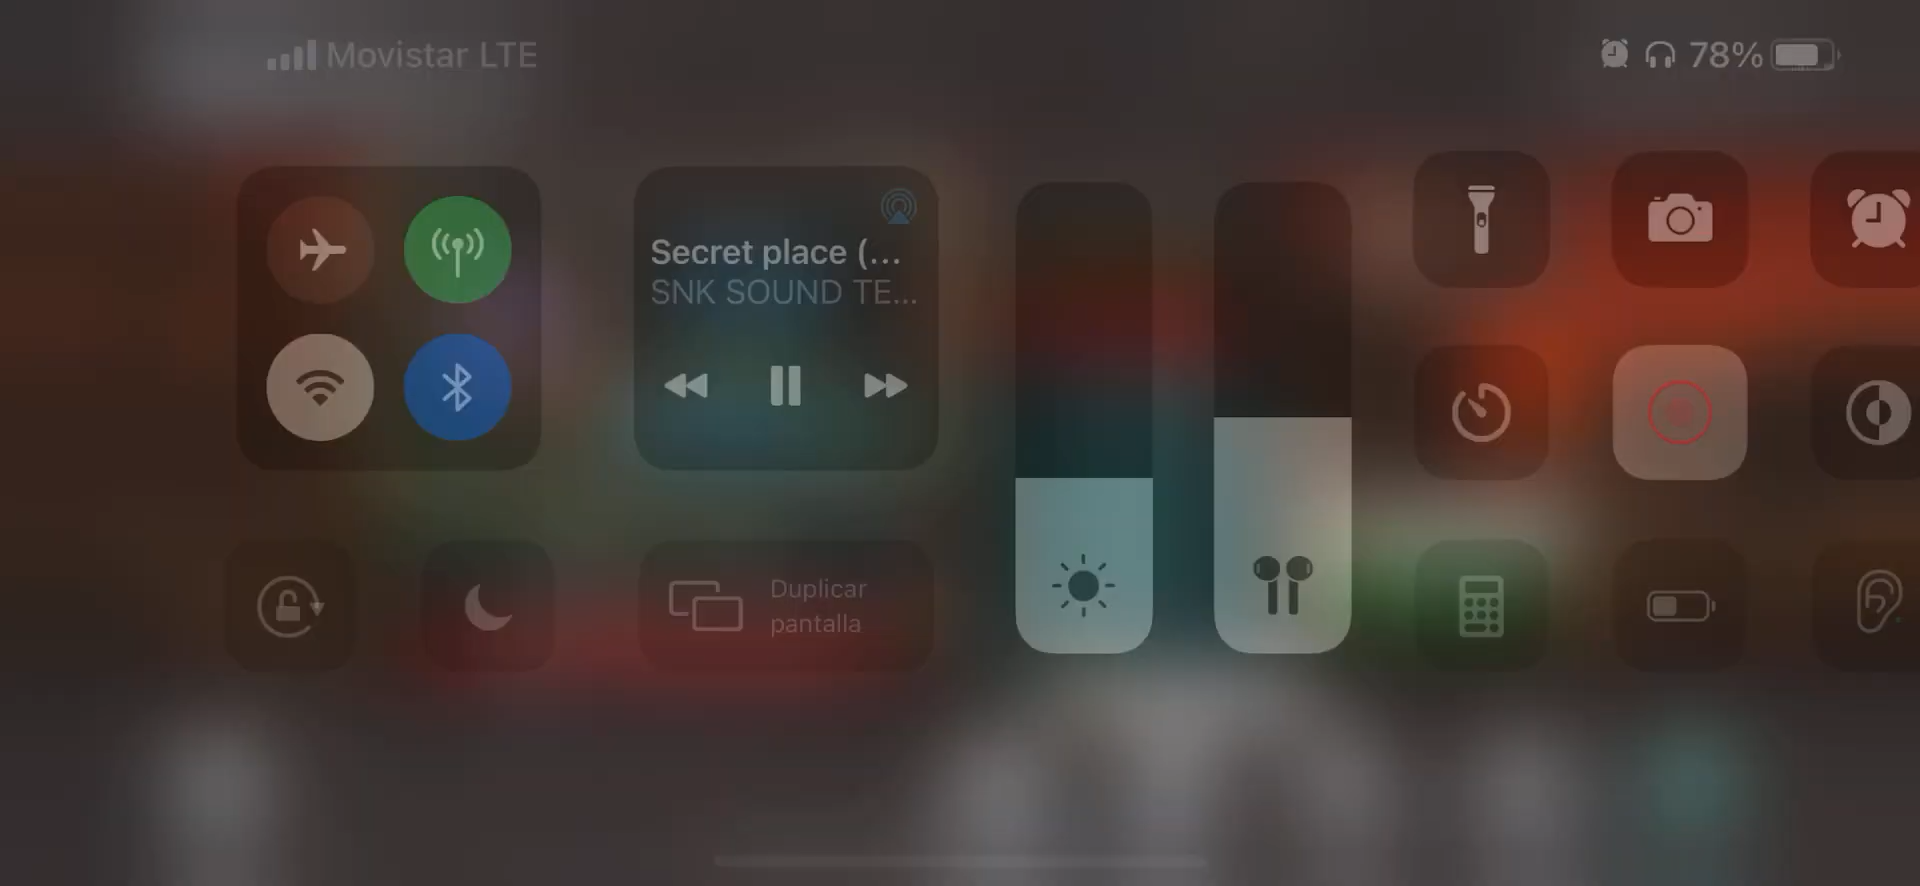 Movistar LTE
78%
Secret place (...
SNK SOUND TE...
Duplicar
pantalla